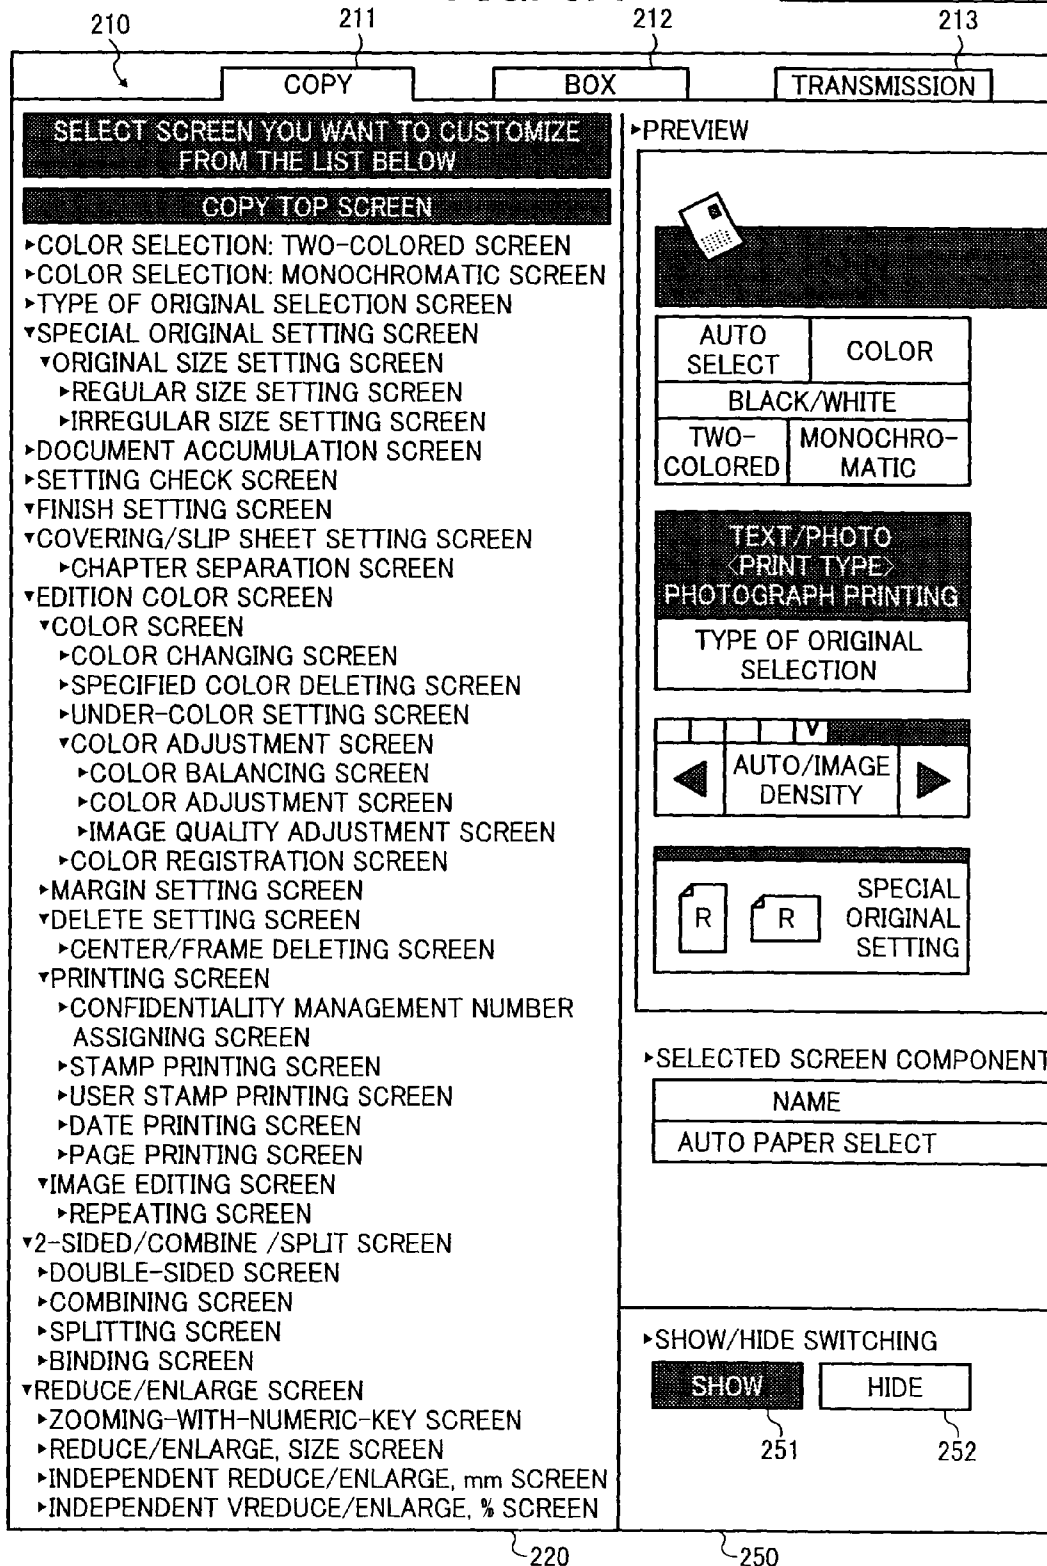 210
211
212
213
COPY
BOX
TRANSMISSION
SELECT SCREEN YOU WANT TO CUSTOMIZE
FROM THE LIST BELOW
COPY TOP SCREEN
▸COLOR SELECTION: TWO-COLORED SCREEN
▸COLOR SELECTION: MONOCHROMATIC SCREEN
▸TYPE OF ORIGINAL SELECTION SCREEN
▾SPECIAL ORIGINAL SETTING SCREEN
▾ORIGINAL SIZE SETTING SCREEN
▸REGULAR SIZE SETTING SCREEN
▸IRREGULAR SIZE SETTING SCREEN
▸DOCUMENT ACCUMULATION SCREEN
▸SETTING CHECK SCREEN
▾FINISH SETTING SCREEN
▾COVERING/SLIP SHEET SETTING SCREEN
▸CHAPTER SEPARATION SCREEN
▾EDITION COLOR SCREEN
▾COLOR SCREEN
▸COLOR CHANGING SCREEN
▸SPECIFIED COLOR DELETING SCREEN
▸UNDER-COLOR SETTING SCREEN
▾COLOR ADJUSTMENT SCREEN
▸COLOR BALANCING SCREEN
▸COLOR ADJUSTMENT SCREEN
▸IMAGE QUALITY ADJUSTMENT SCREEN
▸COLOR REGISTRATION SCREEN
▸MARGIN SETTING SCREEN
▾DELETE SETTING SCREEN
▸CENTER/FRAME DELETING SCREEN
▾PRINTING SCREEN
▸CONFIDENTIALITY MANAGEMENT NUMBER
ASSIGNING SCREEN
▸STAMP PRINTING SCREEN
▸USER STAMP PRINTING SCREEN
▸DATE PRINTING SCREEN
▸PAGE PRINTING SCREEN
▾IMAGE EDITING SCREEN
▸REPEATING SCREEN
▾2-SIDED/COMBINE /SPLIT SCREEN
▸DOUBLE-SIDED SCREEN
▸COMBINING SCREEN
▸SPLITTING SCREEN
▸BINDING SCREEN
▾REDUCE/ENLARGE SCREEN
▸ZOOMING-WITH-NUMERIC-KEY SCREEN
▸REDUCE/ENLARGE, SIZE SCREEN
▸INDEPENDENT REDUCE/ENLARGE, mm SCREEN
▸INDEPENDENT VREDUCE/ENLARGE, % SCREEN
▸PREVIEW
AUTO
SELECT
COLOR
BLACK/WHITE
TWO-
COLORED
MONOCHRO-
MATIC
TEXT/PHOTO
<PRINT TYPE>
PHOTOGRAPH PRINTING
TYPE OF ORIGINAL
SELECTION
V
AUTO/IMAGE
DENSITY
R
R
SPECIAL
ORIGINAL
SETTING
▸SELECTED SCREEN COMPONENT
NAME
AUTO PAPER SELECT
▸SHOW/HIDE SWITCHING
SHOW
HIDE
251
252
220
250